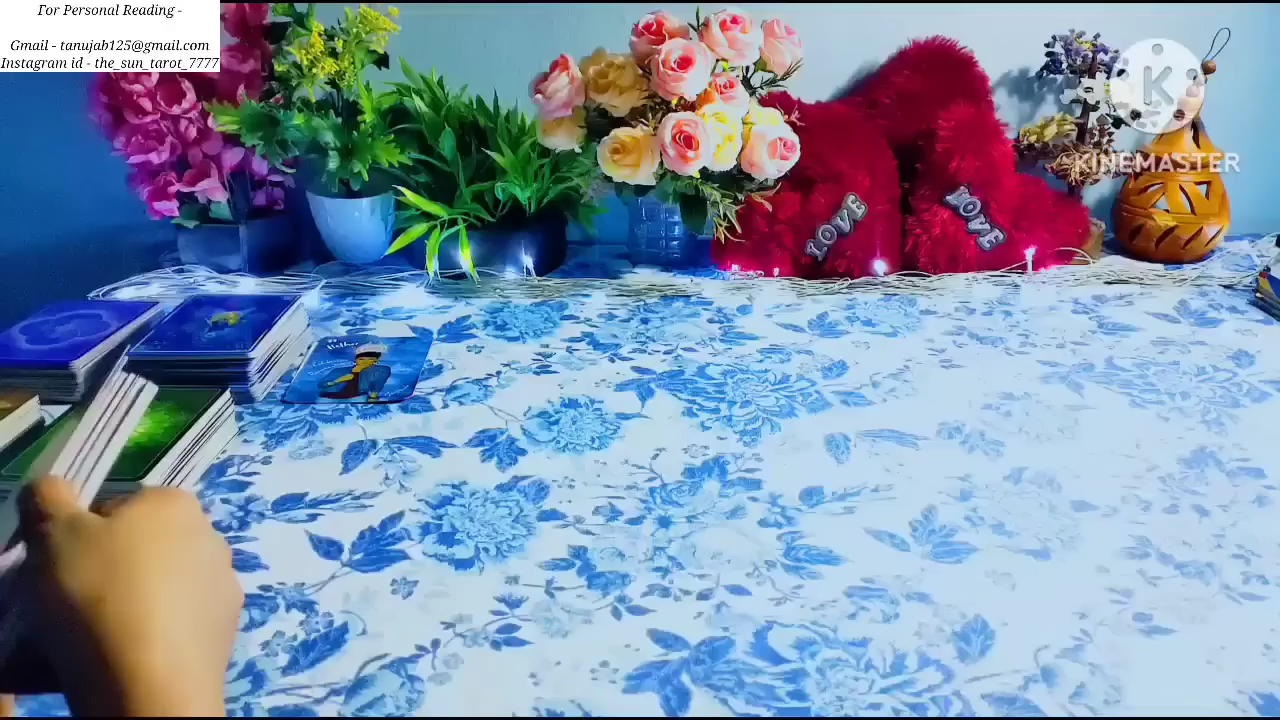 For Personal Reading -
Gmail - tanujab125@gmail.com
Instagram id - the_sun_tarot_7777
K
KINEMASTER
LOVE
LOVE